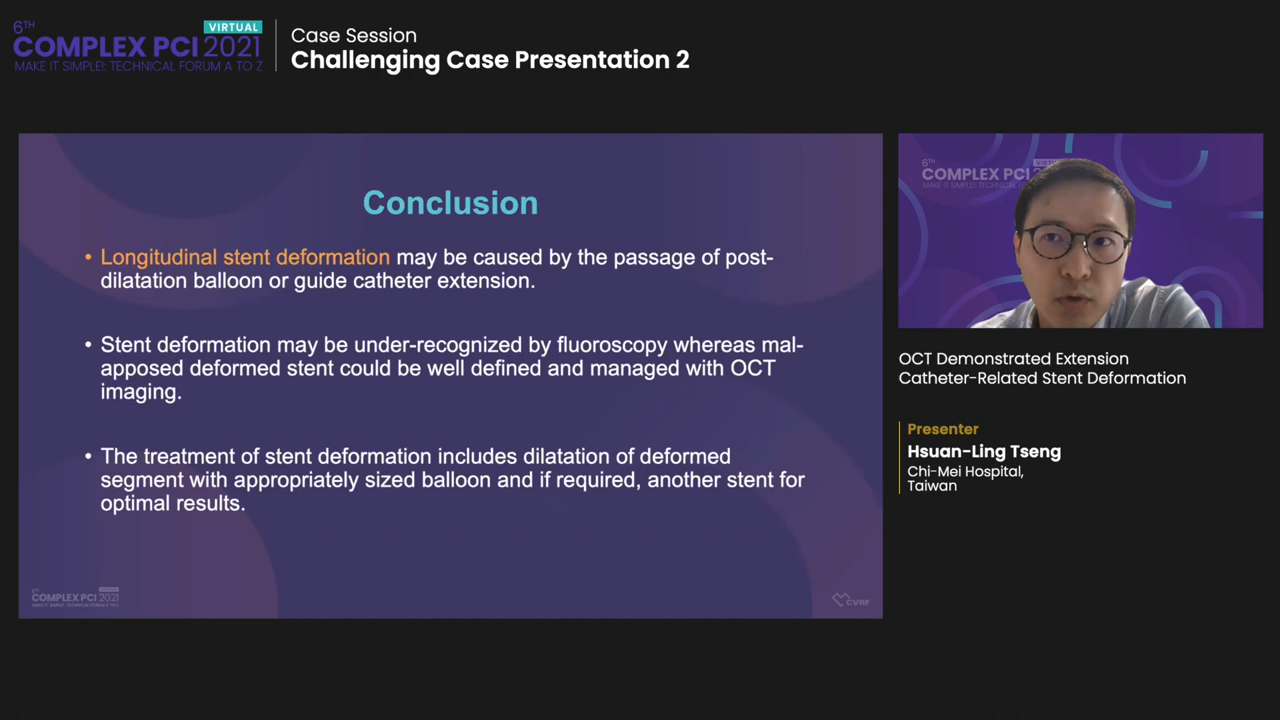 6TH
VIRTUAL
COMPLEX PCI 2021
MAKE IT SIMPLE!: TECHNICAL FORUM A TO Z
Case Session
Challenging Case Presentation 2
Conclusion
• Longitudinal stent deformation may be caused by the passage of post-
dilatation balloon or guide catheter extension.
• Stent deformation may be under-recognized by fluoroscopy whereas mal-
apposed deformed stent could be well defined and managed with OCT
imaging.
• The treatment of stent deformation includes dilatation of deformed
segment with appropriately sized balloon and if required, another stent for
optimal results.
COMPLEX PCI 2021
CVRF
6TH
COMPLEX PCI
OCT Demonstrated Extension
Catheter-Related Stent Deformation
Presenter
Hsuan-Ling Tseng
Chi-Mei Hospital,
Taiwan